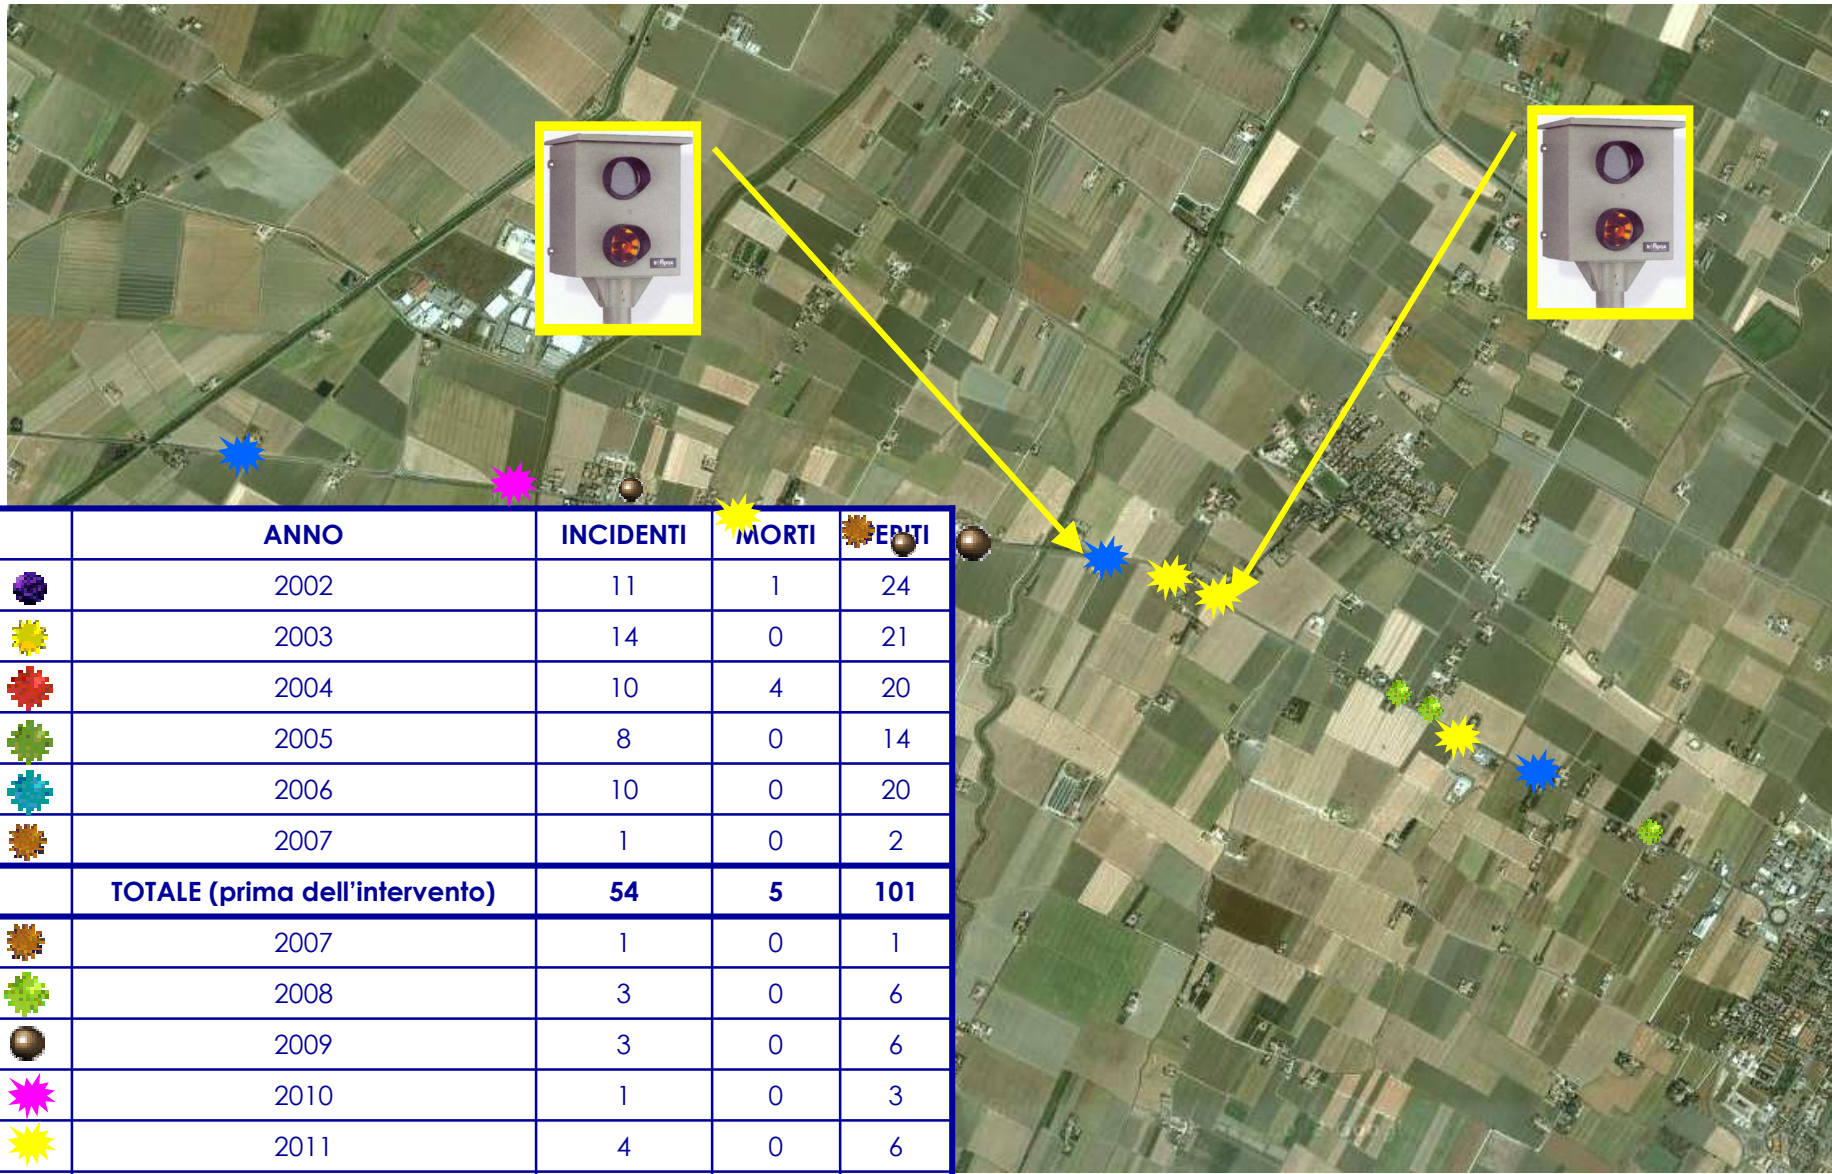 ANNO INCIDENTI MORTI
2002 11 1 24
2003 14 0 21
2004 10 4 20
2005 8 0 14
2006 10 0 20
2007 1 0 2
TOTALE (prima dell'intervento) 54 5 101
2007 1 0 1
2008 3 0 6
2009 3 0 6
2010 1 0 3
2011 4 0 6